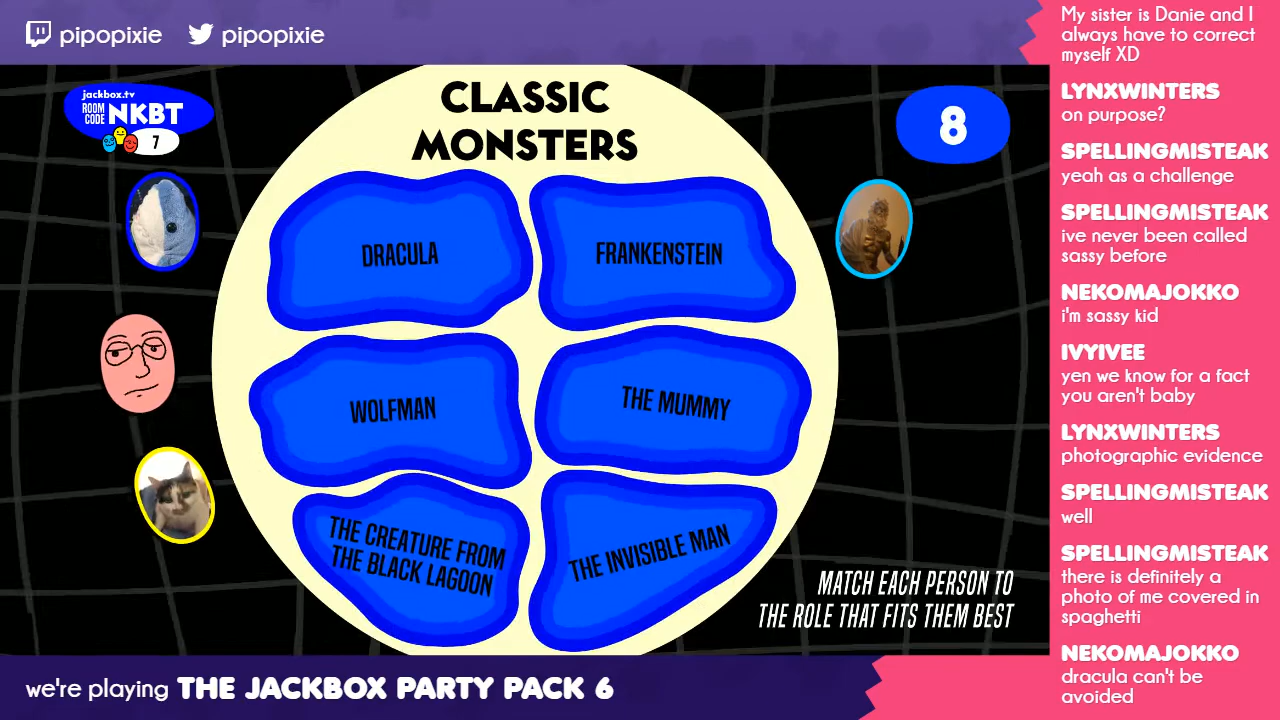 pipopixie pipopixie
jackbox.tv
ROOM
CODE
NKBT
7
CLASSIC
MONSTERS
8
DRACULA
FRANKENSTEIN
WOLFMAN
THE MUMMY
THE CREATURE FROM
THE BLACK LAGOON
THE INVISIBLE MAN
MATCH EACH PERSON TO
THE ROLE THAT FITS THEM BEST
we're playing THE JACKBOX PARTY PACK 6
My sister is Danie and I
always have to correct
myself XD
LYNXWINTERS
on purpose?
SPELLINGMISTEAK
yeah as a challenge
SPELLINGMISTEAK
ive never been called
sassy before
NEKOMAJOKKO
i'm sassy kid
IVYIVEE
yen we know for a fact
you aren't baby
LYNXWINTERS
photographic evidence
SPELLINGMISTEAK
well
SPELLINGMISTEAK
there is definitely a
photo of me covered in
spaghetti
NEKOMAJOKKO
dracula can't be
avoided